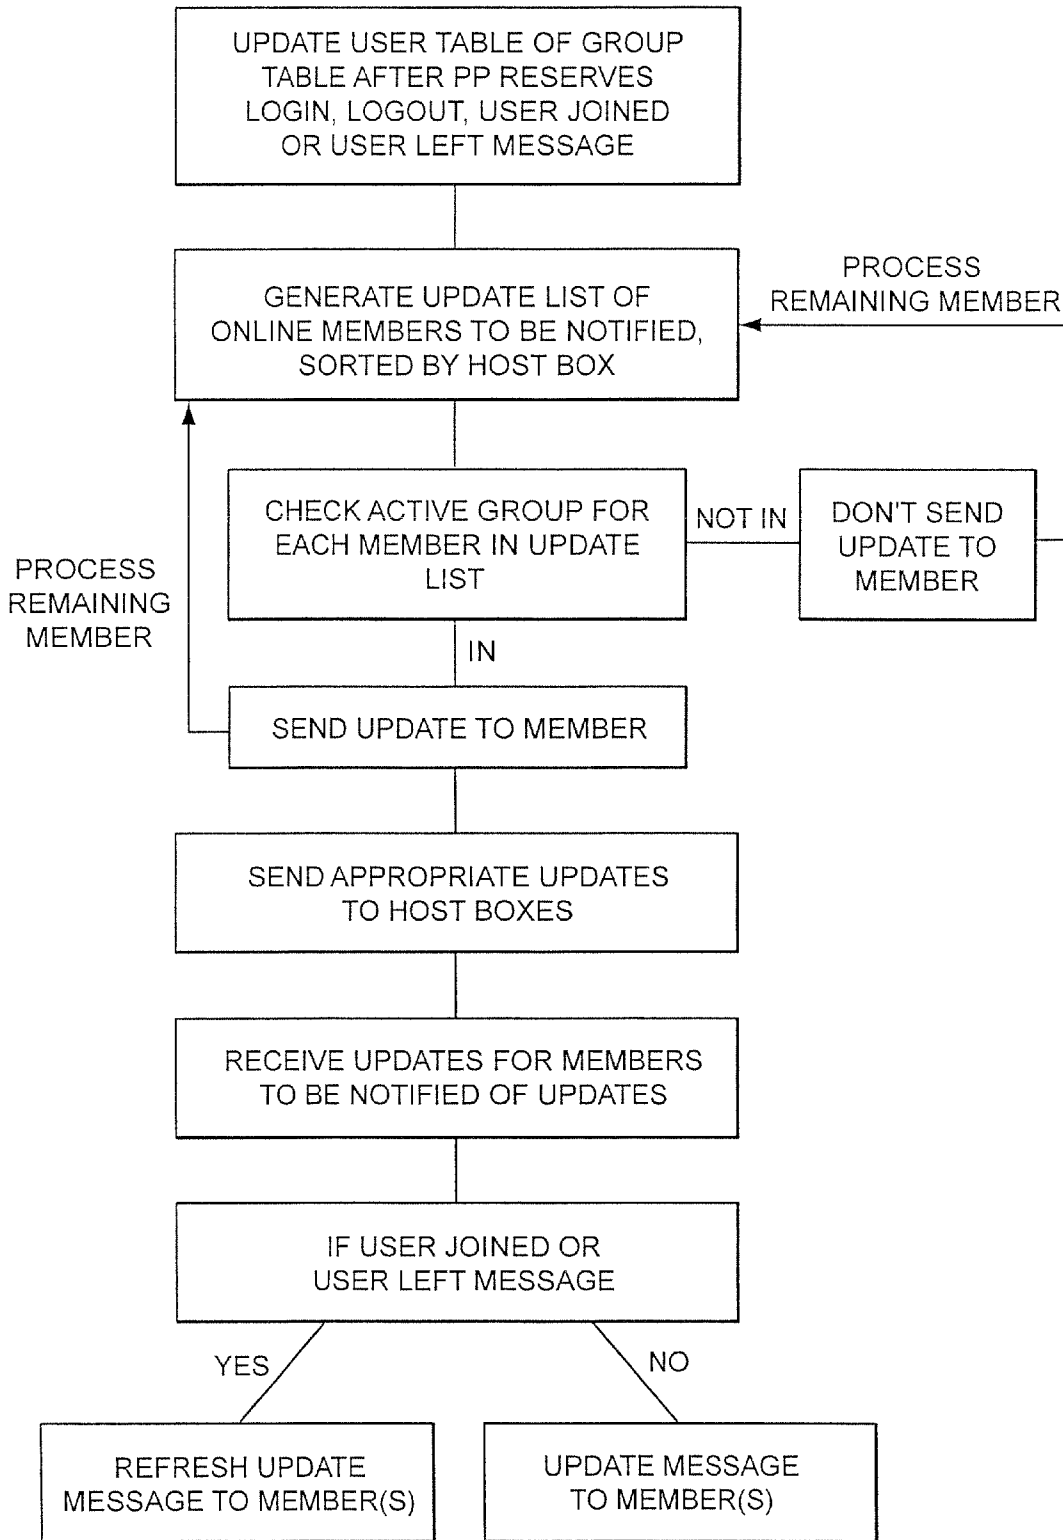 UPDATE USER TABLE OF GROUP
TABLE AFTER PP RESERVES
LOGIN, LOGOUT, USER JOINED
OR USER LEFT MESSAGE
GENERATE UPDATE LIST OF
ONLINE MEMBERS TO BE NOTIFIED,
SORTED BY HOST BOX
PROCESS
REMAINING MEMBER
CHECK ACTIVE GROUP FOR
EACH MEMBER IN UPDATE
LIST
NOT IN
DON'T SEND
UPDATE TO
MEMBER
PROCESS
REMAINING
MEMBER
IN
SEND UPDATE TO MEMBER
SEND APPROPRIATE UPDATES
TO HOST BOXES
RECEIVE UPDATES FOR MEMBERS
TO BE NOTIFIED OF UPDATES
IF USER JOINED OR
USER LEFT MESSAGE
YES
NO
REFRESH UPDATE
MESSAGE TO MEMBER(S)
UPDATE MESSAGE
TO MEMBER(S)